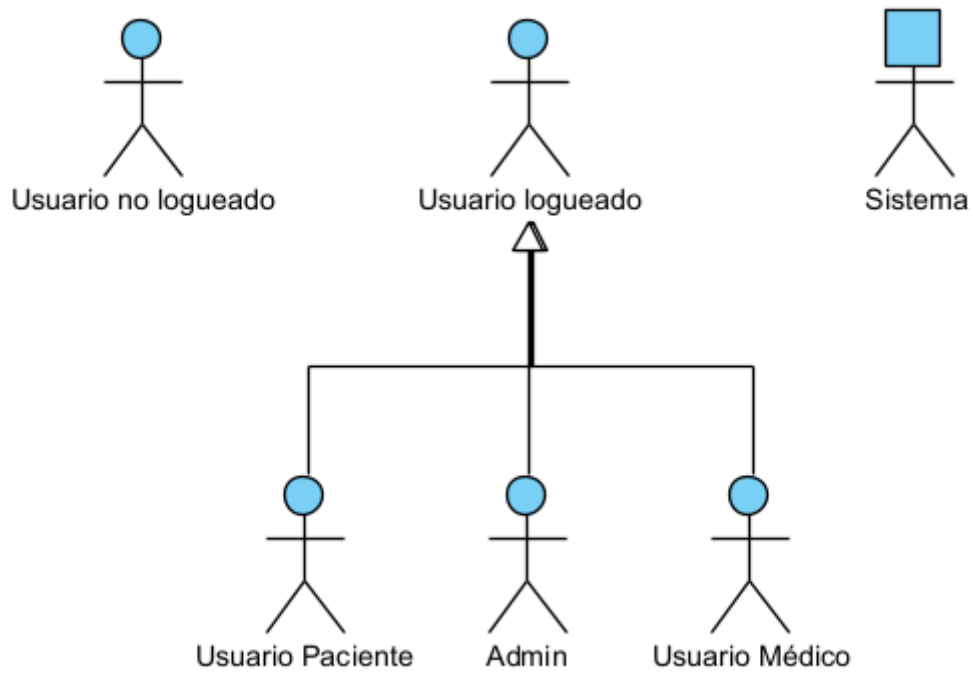 Usuario no logueado
Usuario logueado
Sistema
Usuario Paciente
Admin
Usuario Médico